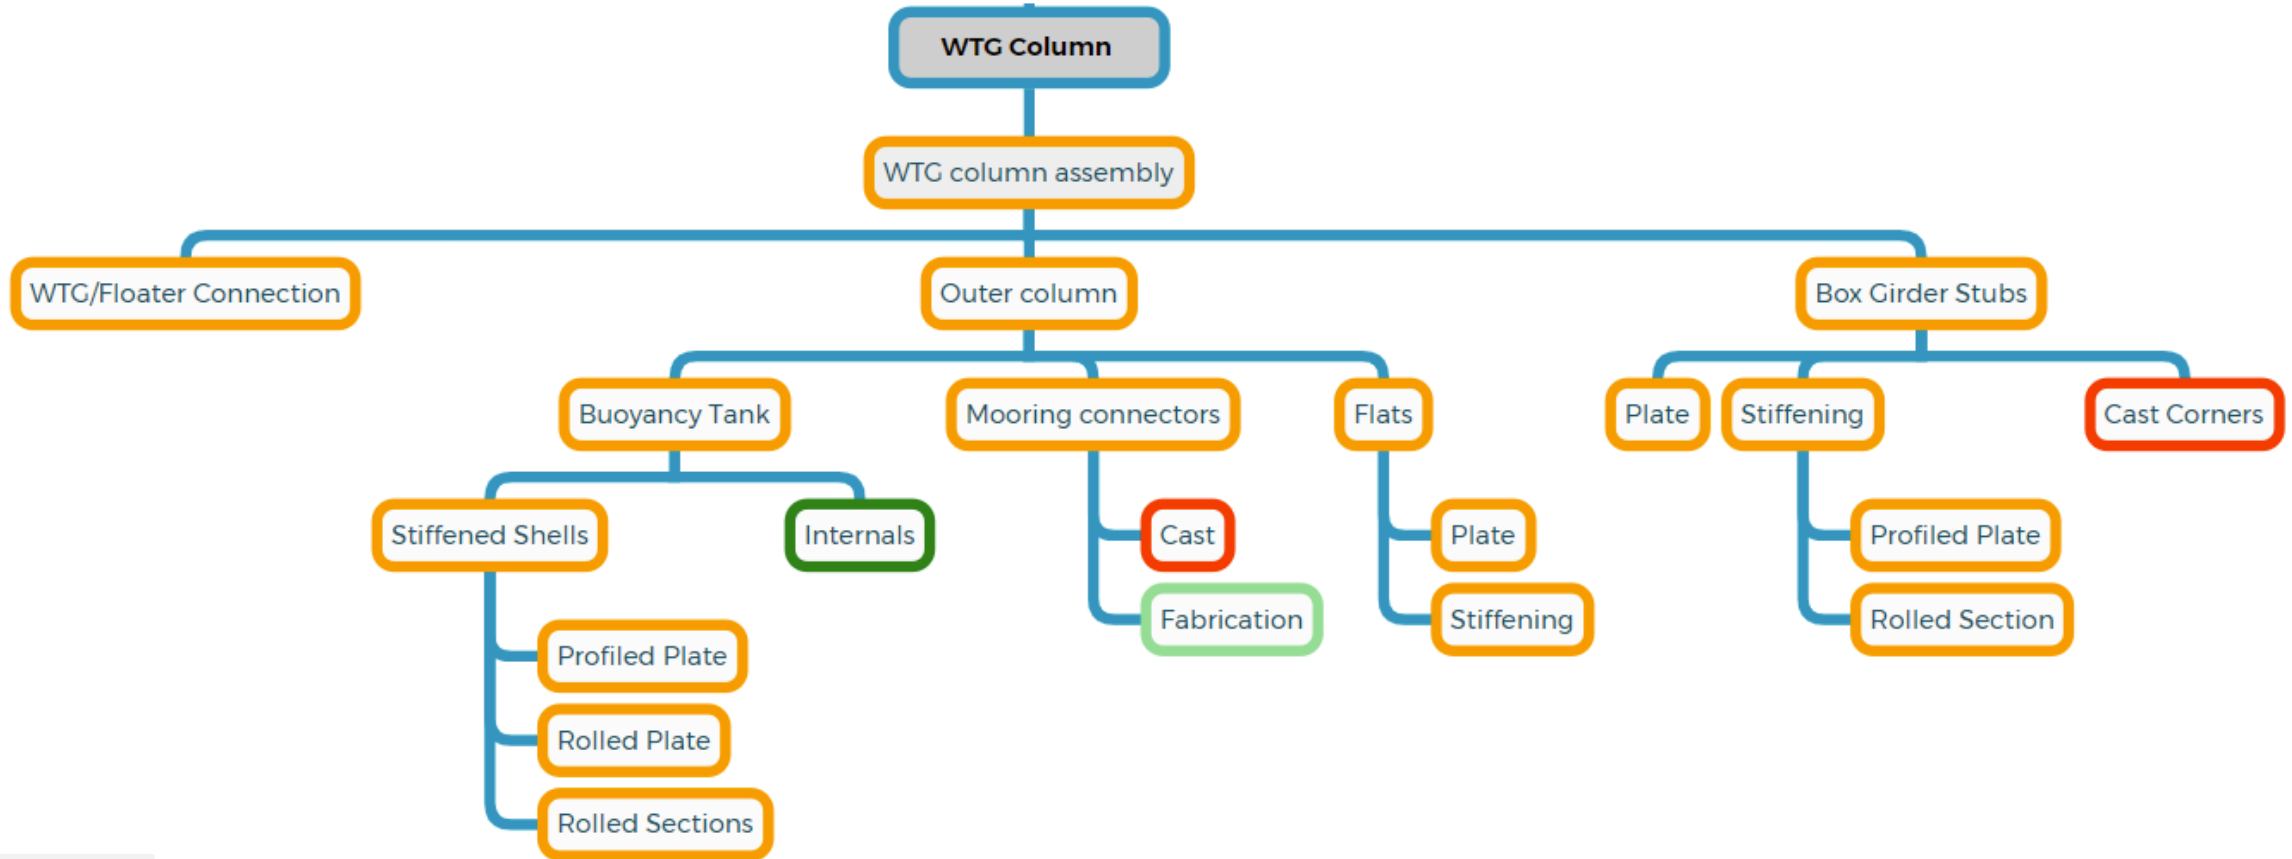 WTG Column
WTG column assembly
WTG/Floater Connection
Outer column
Box Girder Stubs
Buoyancy Tank
Mooring connectors
Flats
Plate
Stiffening
Cast Corners
Stiffened Shells
Internals
Cast
Plate
Profiled Plate
Fabrication
Stiffening
Rolled Section
Profiled Plate
Rolled Plate
Rolled Sections